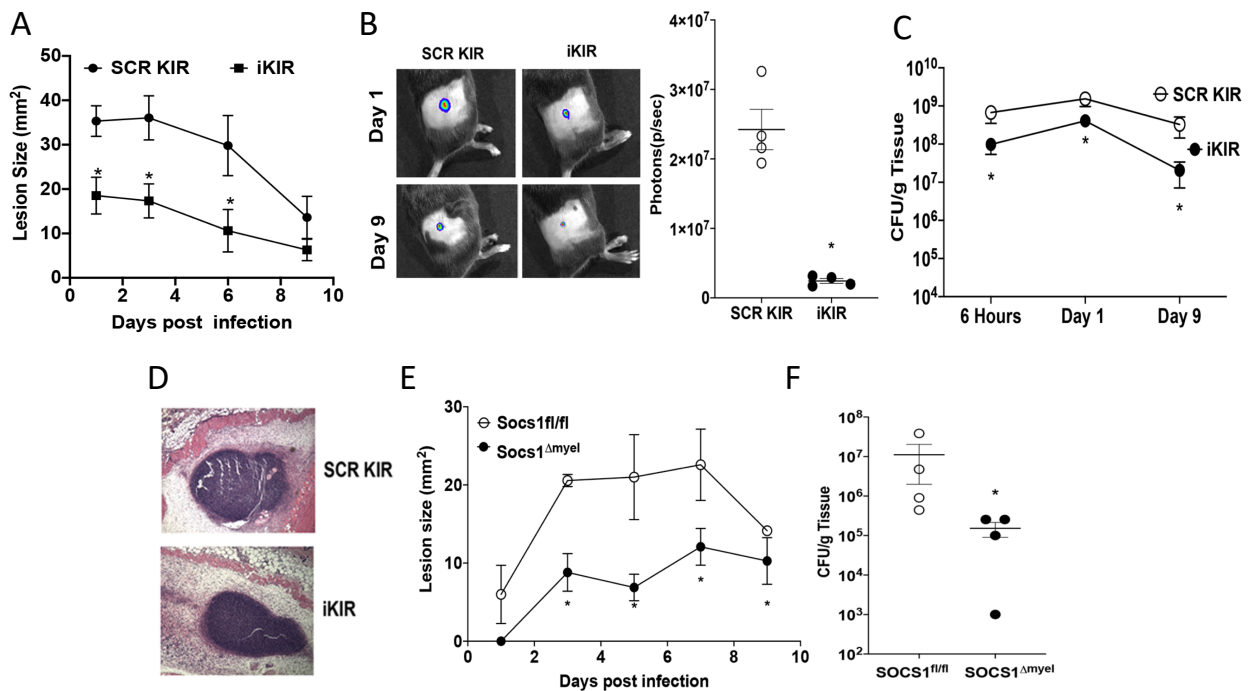 A
50
40
30
20
10
0
SCR KIR
iKIR
*
*
*
Lesion Size (mm²)
0 2 4 6 8 10
Days post infection
B
SCR KIR iKIR
Day 1
Day 9
4×10⁷
3×10⁷
2×10⁷
1×10⁷
0
Photons(p/sec)
*
SCR KIR iKIR
C
10¹⁰
10⁹
10⁸
10⁷
10⁶
10⁵
10⁴
CFU/g Tissue
SCR KIR
iKIR
*
*
*
6 Hours Day 1 Day 9
D
SCR KIR
iKIR
E
30
20
10
0
Lesion size (mm²)
Socs1fl/fl
Socs1Δmyel
* * * *
0 2 4 6 8 10
Days post infection
F
10⁸
10⁷
10⁶
10⁵
10⁴
10³
10²
CFU/g Tissue
*
SOCS1fl/fl SOCS1Δmyel